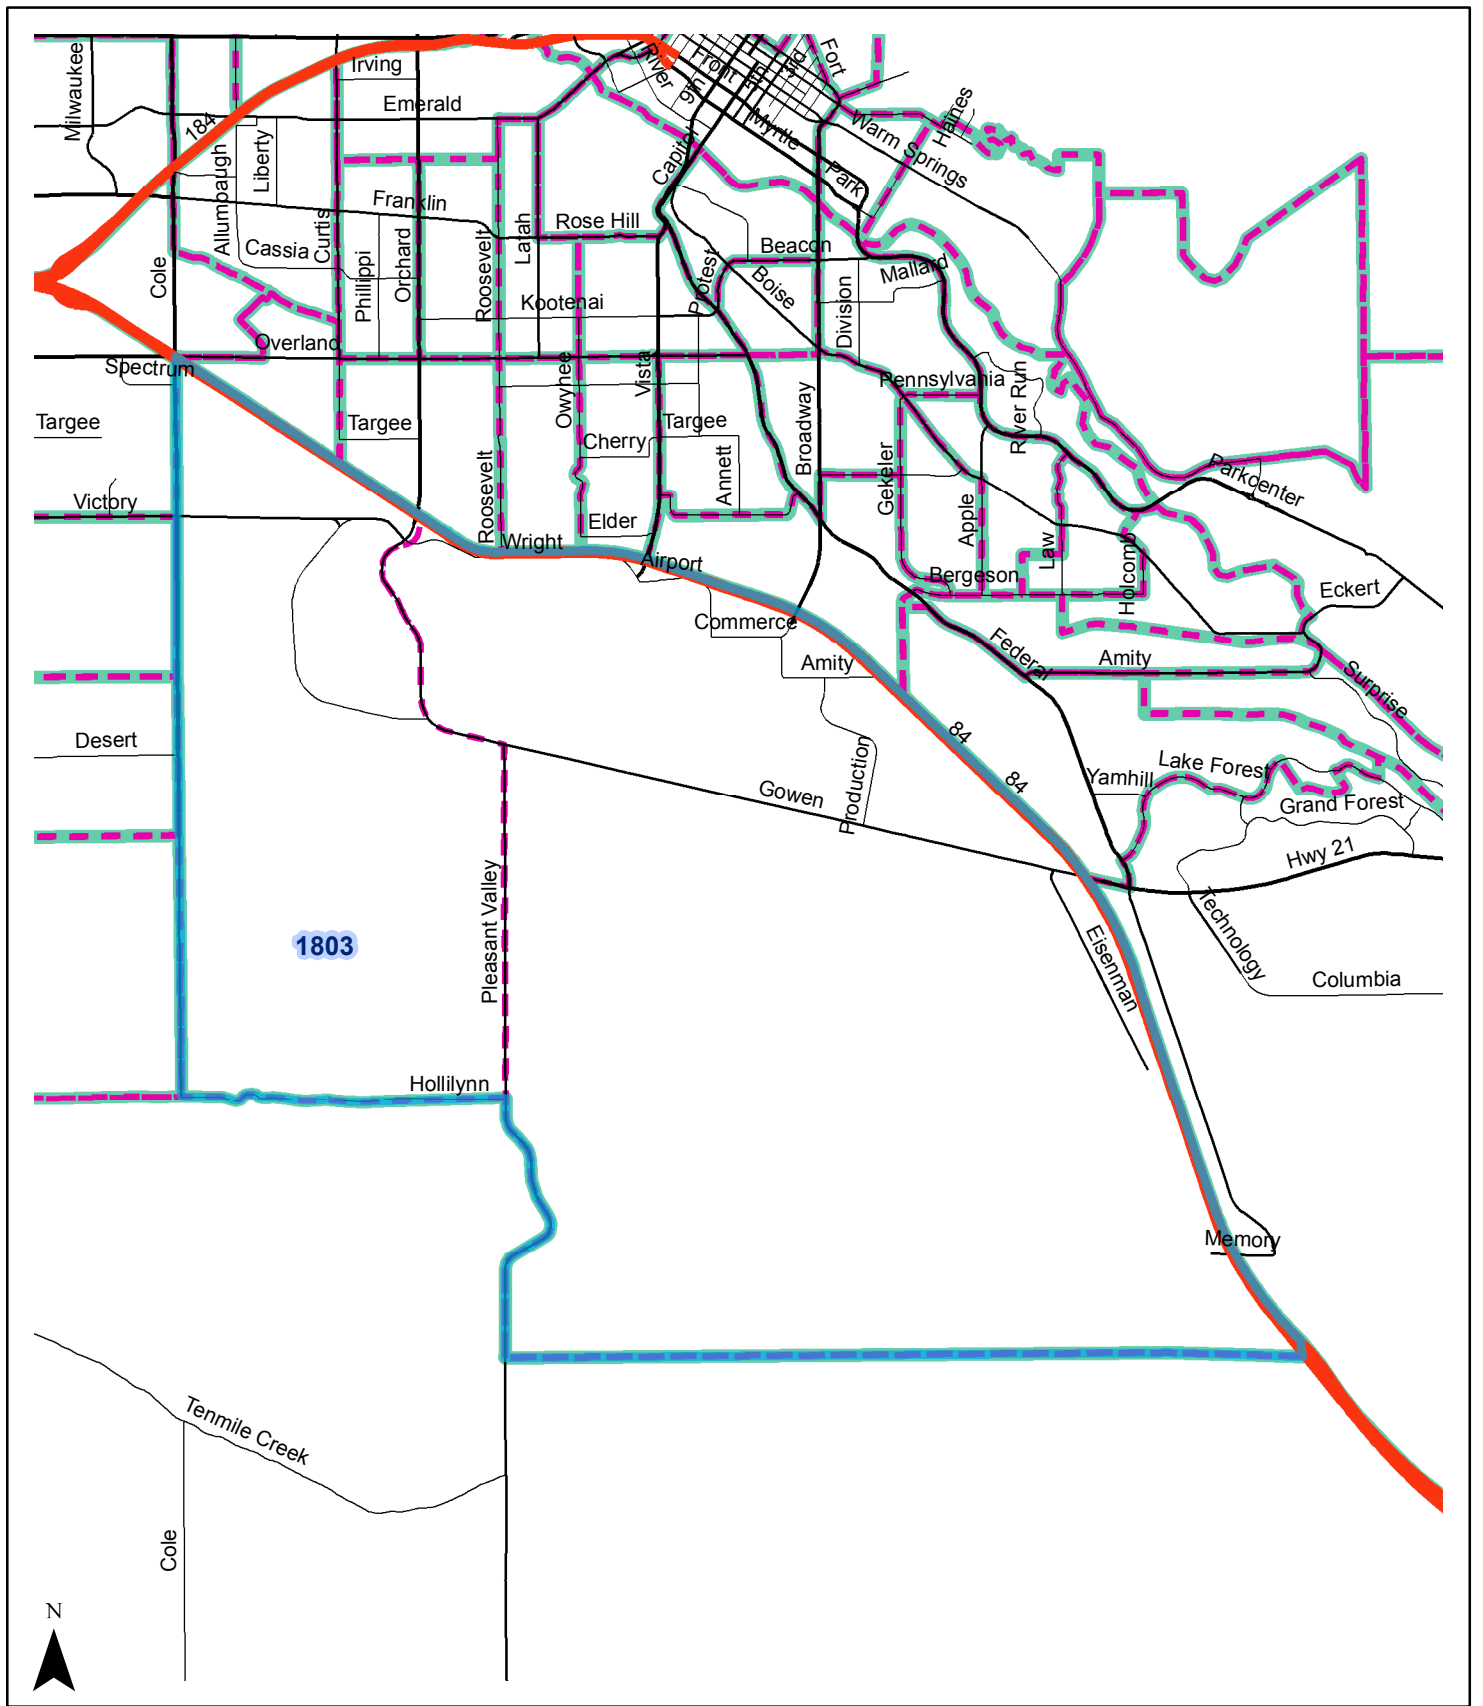 Milwaukee
Irving
River
Front
9th
5th
3rd
Fort
184
Emerald
Liberty
Allumbaugh
Myrtle
Haines
Warm Springs
Capitol
Park
Franklin
Curtis
Cassia
Phillippi
Orchard
Roosevelt
Latah
Rose Hill
Beacon
Mallard
Cole
Protest
Boise
Division
Kootenai
Overland
Spectrum
Owyhee
Vista
Pennsylvania
River Run
Targee
Targee
Targee
Cherry
Annett
Broadway
Gekeler
Parkcenter
Victory
Roosevelt
Elder
Apple
Law
Holcomb
Wright
Airport
Bergeson
Eckert
Commerce
Federal
Amity
Amity
Surprise
Desert
84
84
Production
Gowen
Yamhill
Lake Forest
Grand Forest
Hwy 21
Pleasant Valley
1803
Technology
Eisenman
Columbia
Hollilynn
Memory
Tenmile Creek
Cole
N